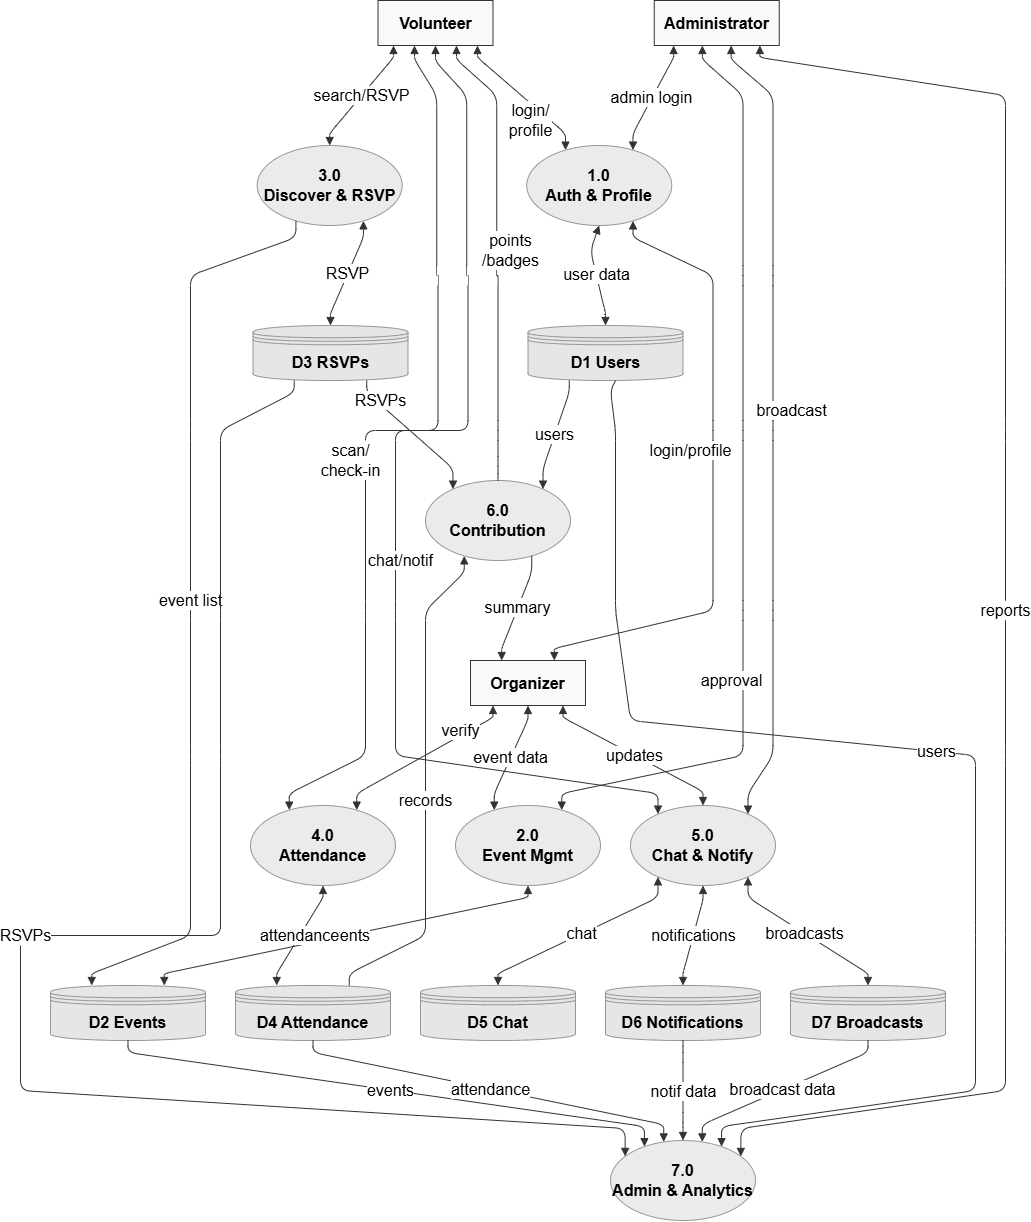 Volunteer
Administrator
search/RSVP
login/
profile
admin login
3.0
Discover & RSVP
1.0
Auth & Profile
points
/badges
RSVP
user data
D3 RSVPs
D1 Users
RSVPs
broadcast
users
scan/
check-in
login/profile
6.0
Contribution
chat/notif
event list
summary
reports
Organizer
approval
verify
event data
updates
users
records
4.0
Attendance
2.0
Event Mgmt
5.0
Chat & Notify
RSVPs
attendanceents
chat
notifications
broadcasts
D2 Events
D4 Attendance
D5 Chat
D6 Notifications
D7 Broadcasts
events
attendance
notif data
broadcast data
7.0
Admin & Analytics